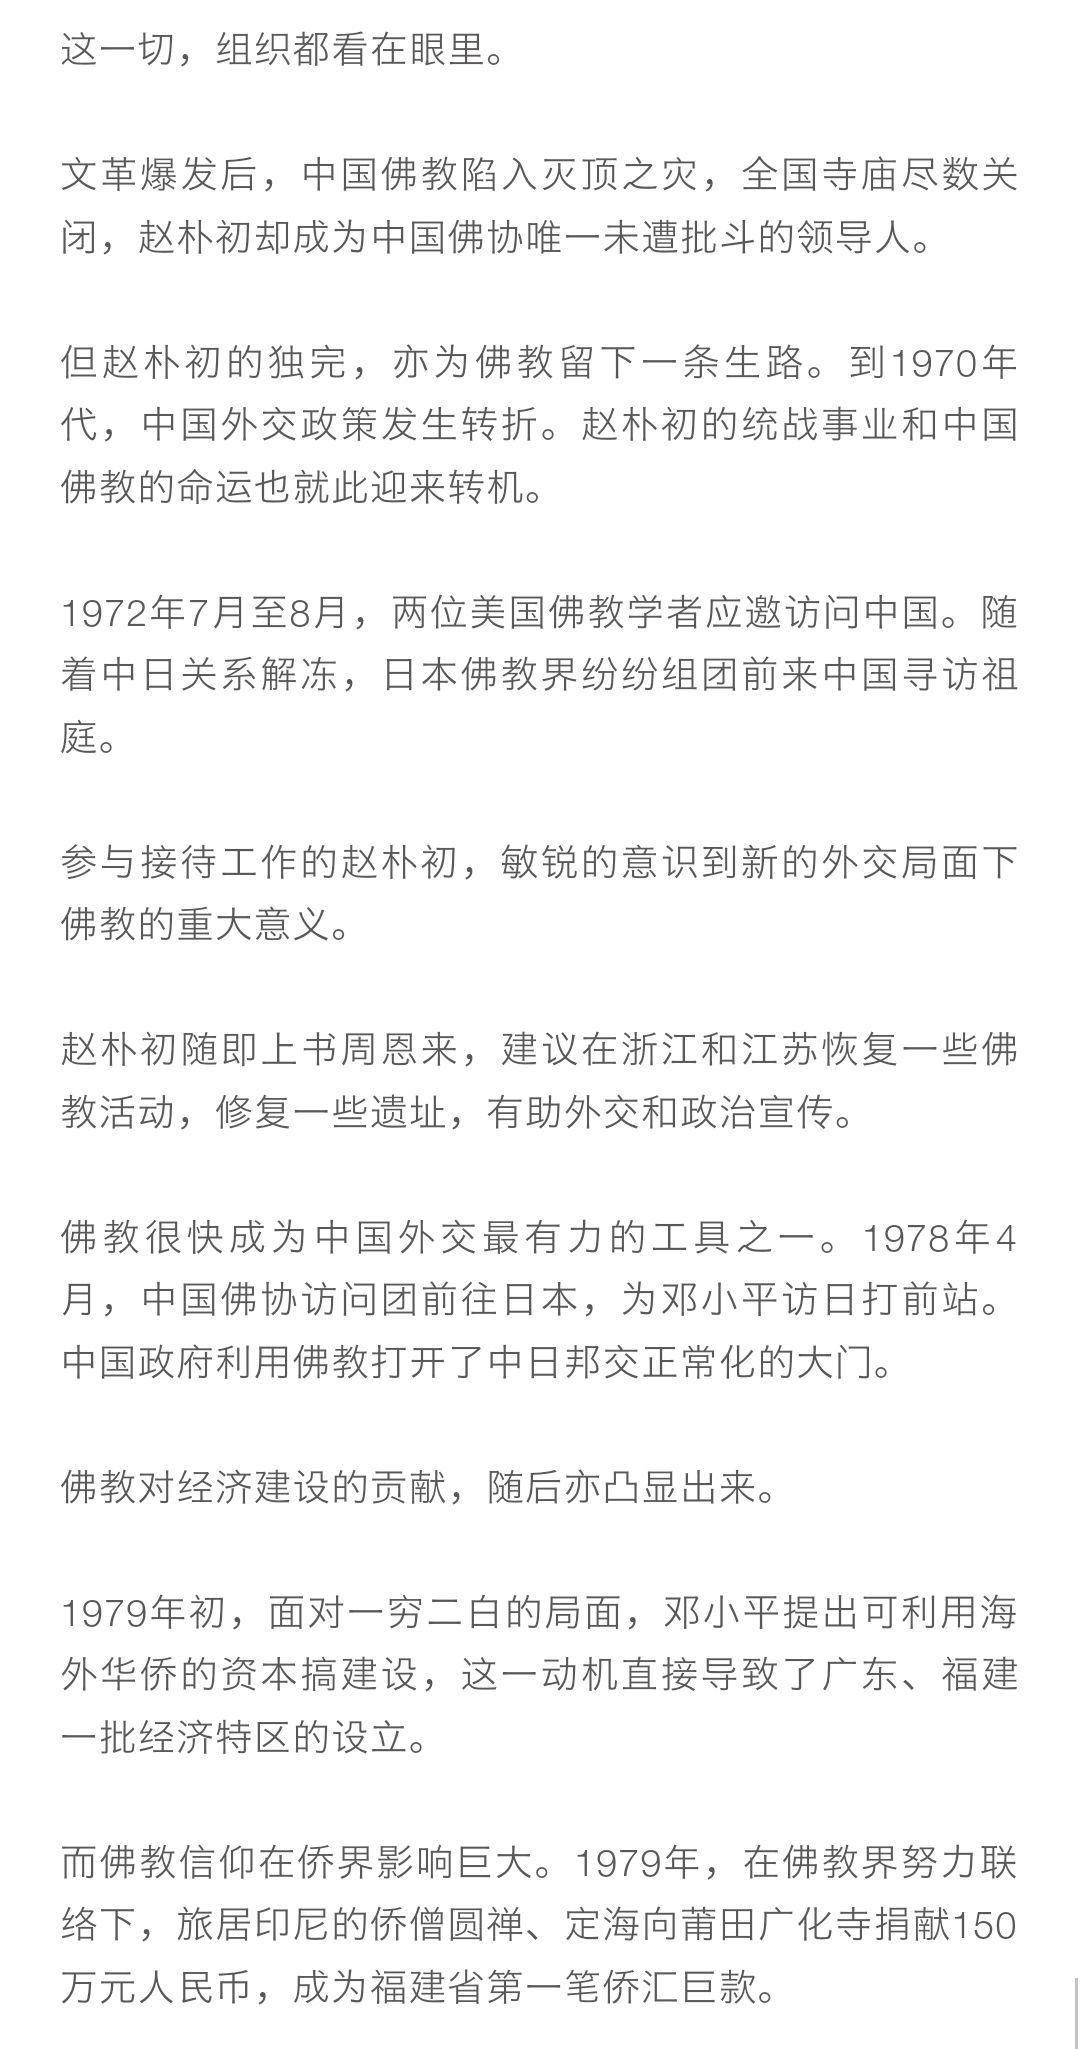 这一切，组织都看在眼里。
文革爆发后，中国佛教陷入灭顶之灾，全国寺庙尽数关
闭，赵朴初却成为中国佛协唯一未遭批斗的领导人。
但赵朴初的独完，亦为佛教留下一条生路。到1970年
代，中国外交政策发生转折。赵朴初的统战事业和中国
佛教的命运也就此迎来转机。
1972年7月至8月，两位美国佛教学者应邀访问中国。随
着中日关系解冻，日本佛教界纷纷组团前来中国寻访祖
庭。
参与接待工作的赵朴初，敏锐的意识到新的外交局面下
佛教的重大意义。
赵朴初随即上书周恩来，建议在浙江和江苏恢复一些佛
教活动，修复一些遗址，有助外交和政治宣传。
佛教很快成为中国外交最有力的工具之一。1978年4
月，中国佛协访问团前往日本，为邓小平访日打前站。
中国政府利用佛教打开了中日邦交正常化的大门。
佛教对经济建设的贡献，随后亦凸显出来。
1979年初，面对一穷二白的局面，邓小平提出可利用海
外华侨的资本搞建设，这一动机直接导致了广东、福建
一批经济特区的设立。
而佛教信仰在侨界影响巨大。1979年，在佛教界努力联
络下，旅居印尼的侨僧圆禅、定海向莆田广化寺捐献150
万元人民币，成为福建省第一笔侨汇巨款。